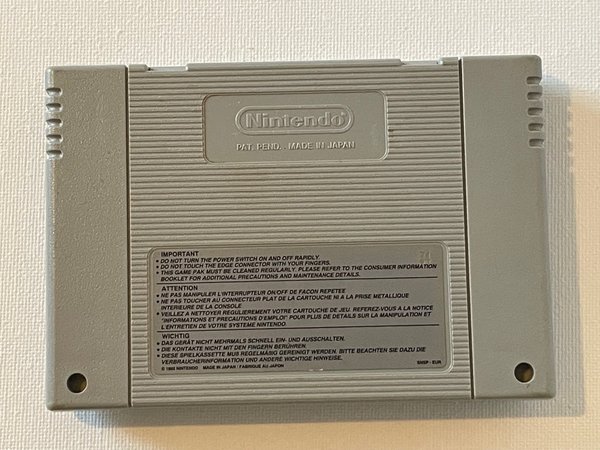 Nintendo®
PAT. PEND. - MADE IN JAPAN
IMPORTANT
• DO NOT TURN THE POWER SWITCH ON AND OFF RAPIDLY.
• DO NOT TOUCH THE EDGE CONNECTOR WITH YOUR FINGERS.
• THIS GAME PAK MUST BE CLEANED REGULARLY. PLEASE REFER TO THE CONSUMER INFORMATION
BOOKLET FOR ADDITIONAL PRECAUTIONS AND MAINTENANCE DETAILS.
ATTENTION
• NE PAS MANIPULER L'INTERRUPTEUR ON/OFF DE FACON REPETEE
• NE PAS TOUCHER AU CONNECTEUR PLAT DE LA CARTOUCHE NI A LA PRISE METALLIQUE
INTERIEURE DE LA CONSOLE
• VEILLEZ A NETTOYER REGULIEREMENT VOTRE CARTOUCHE DE JEU. REFEREZ-VOUS A LA NOTICE
"INFORMATIONS ET PRECAUTIONS D'EMPLOI" POUR PLUS DE DETAILS SUR LA MANIPULATION ET
L'ENTRETIEN DE VOTRE SYSTEME NINTENDO
WICHTIG
• DAS GERÄT NICHT MEHRMALS SCHNELL EIN- UND AUSSCHALTEN.
• DIE KONTAKTE NICHT MIT DEN FINGERN BERÜHREN.
• DIESE SPIELKASSETTE MUß REGELMÄßIG GEREINIGT WERDEN. BITTE BEACHTEN SIE DAZU DIE
VERBRAUCHERINFORMATION UND ANDERE WICHTIGE HINWEISE.
© 1992 NINTENDO MADE IN JAPAN / FABRIQUE AU JAPON
SNSP - EUR